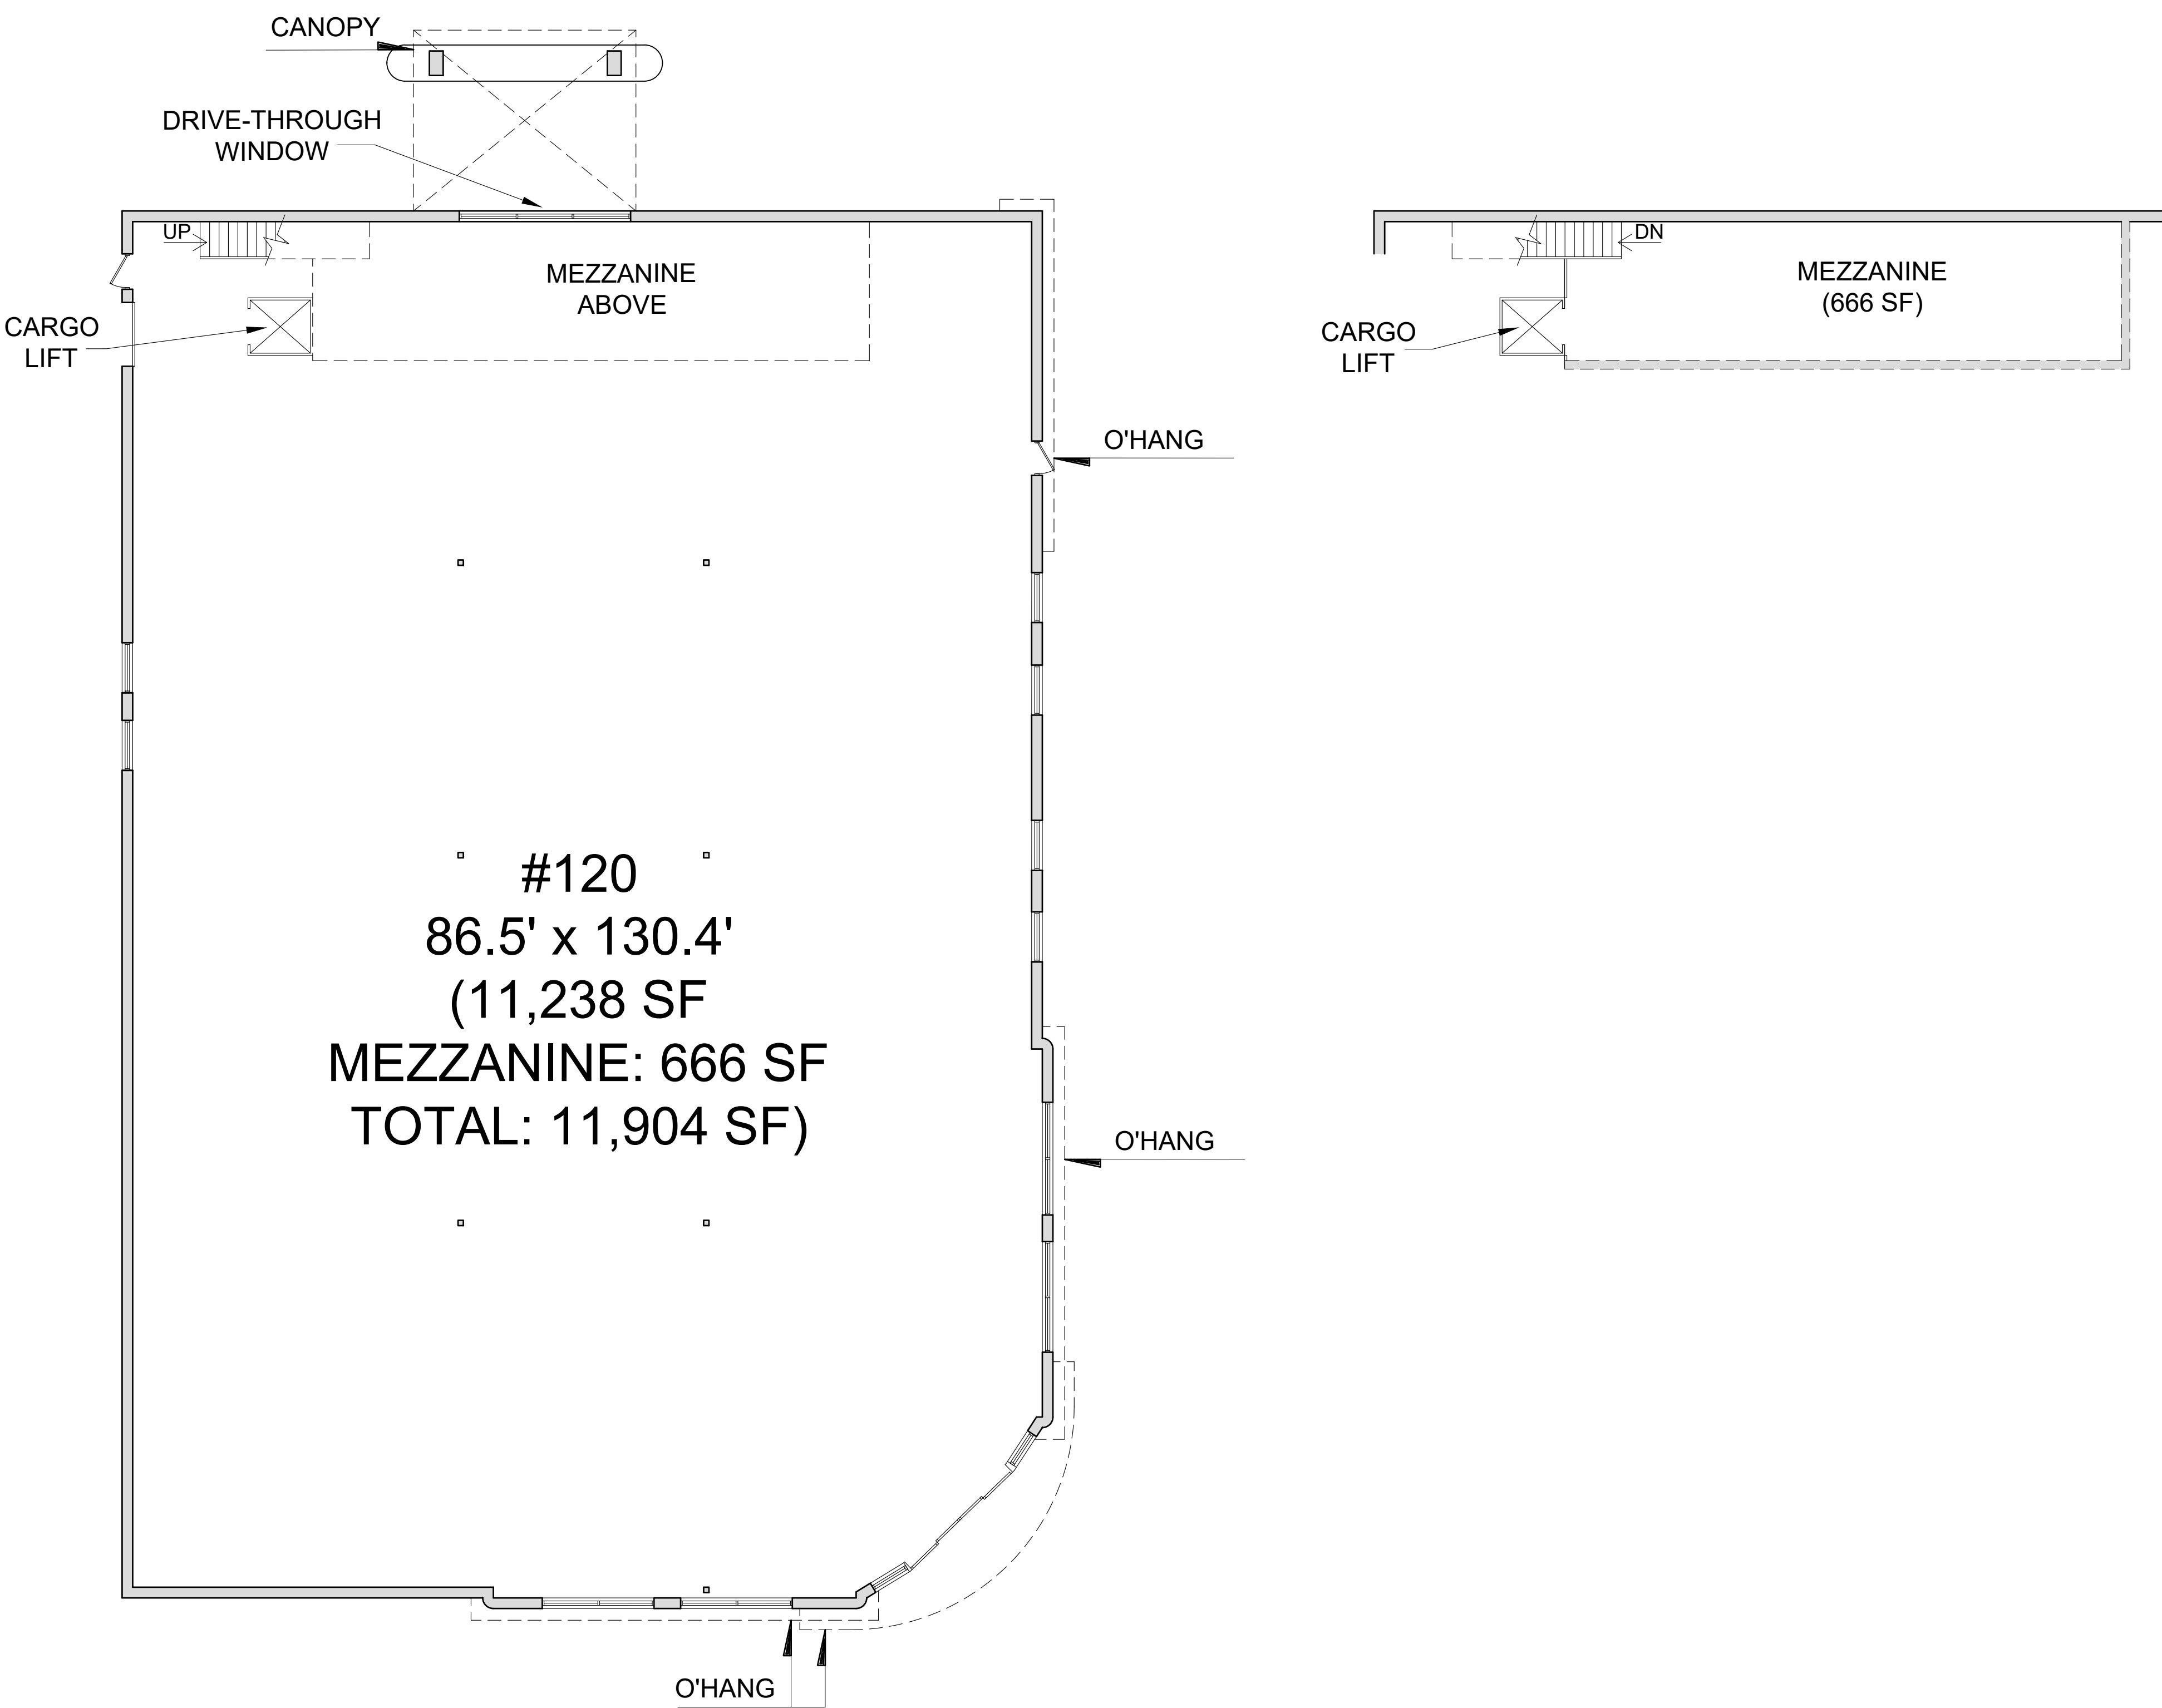 CANOPY
DRIVE-THROUGH
WINDOW
UP
MEZZANINE
ABOVE
CARGO
LIFT
O'HANG
#120
86.5' x 130.4'
(11,238 SF
MEZZANINE: 666 SF
TOTAL: 11,904 SF)
O'HANG
O'HANG
DN
MEZZANINE
(666 SF)
CARGO
LIFT